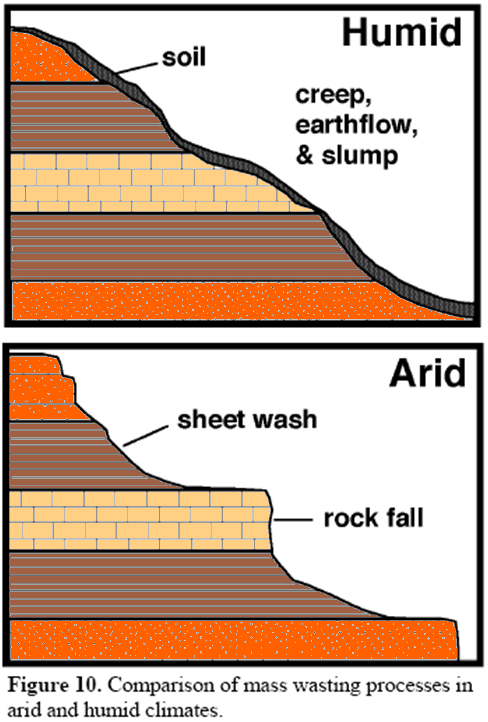 Humid
soil
creep,
earthflow,
& slump
Arid
sheet wash
rock fall
Figure 10. Comparison of mass wasting processes in
arid and humid climates.